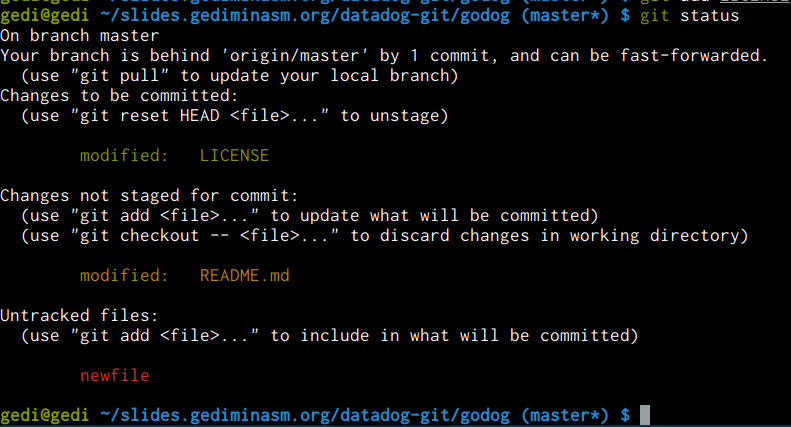 git add LICENSE
gedi@gedi ~/slides.gediminasm.org/datadog-git/godog (master*) $ git status
On branch master
Your branch is behind 'origin/master' by 1 commit, and can be fast-forwarded.
  (use "git pull" to update your local branch)
Changes to be committed:
  (use "git reset HEAD <file>..." to unstage)
        modified:   LICENSE
Changes not staged for commit:
  (use "git add <file>..." to update what will be committed)
  (use "git checkout -- <file>..." to discard changes in working directory)
        modified:   README.md
Untracked files:
  (use "git add <file>..." to include in what will be committed)
        newfile
gedi@gedi ~/slides.gediminasm.org/datadog-git/godog (master*) $